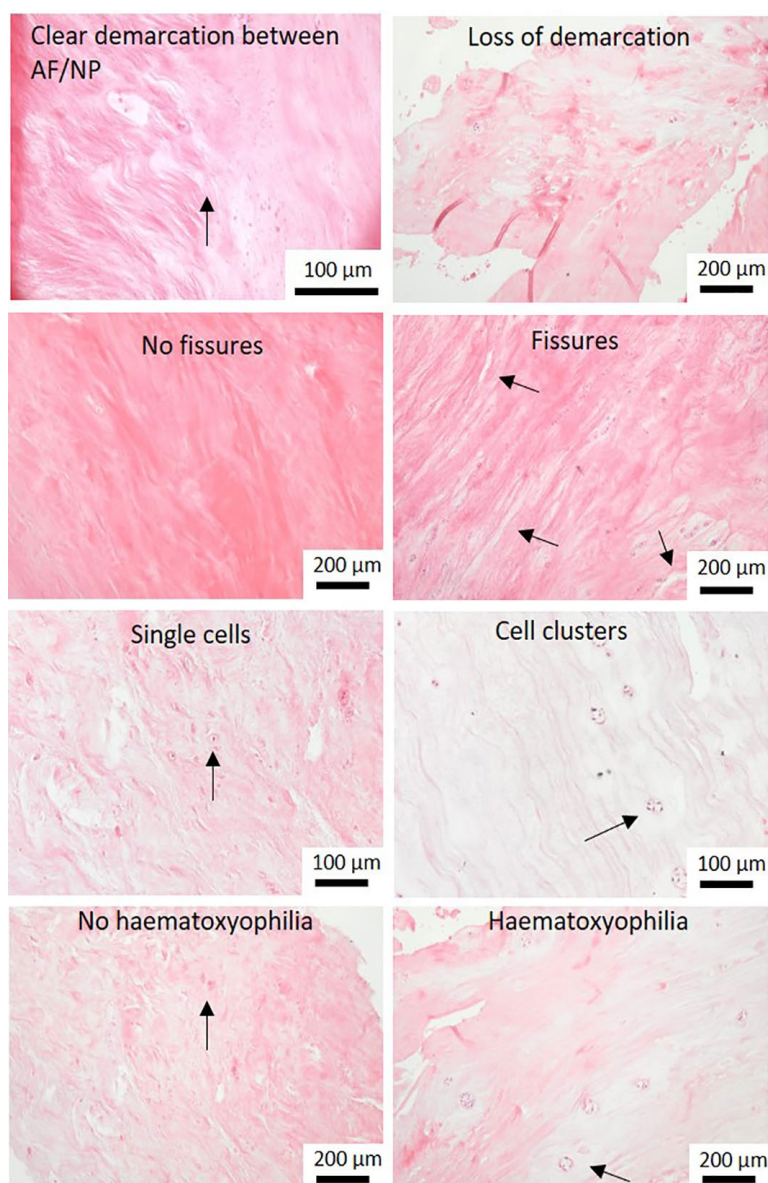 Clear demarcation between
AF/NP
100 µm
Loss of demarcation
200 µm
No fissures
200 µm
Fissures
200 µm
Single cells
100 µm
Cell clusters
100 µm
No haematoxyophilia
200 µm
Haematoxyophilia
200 µm